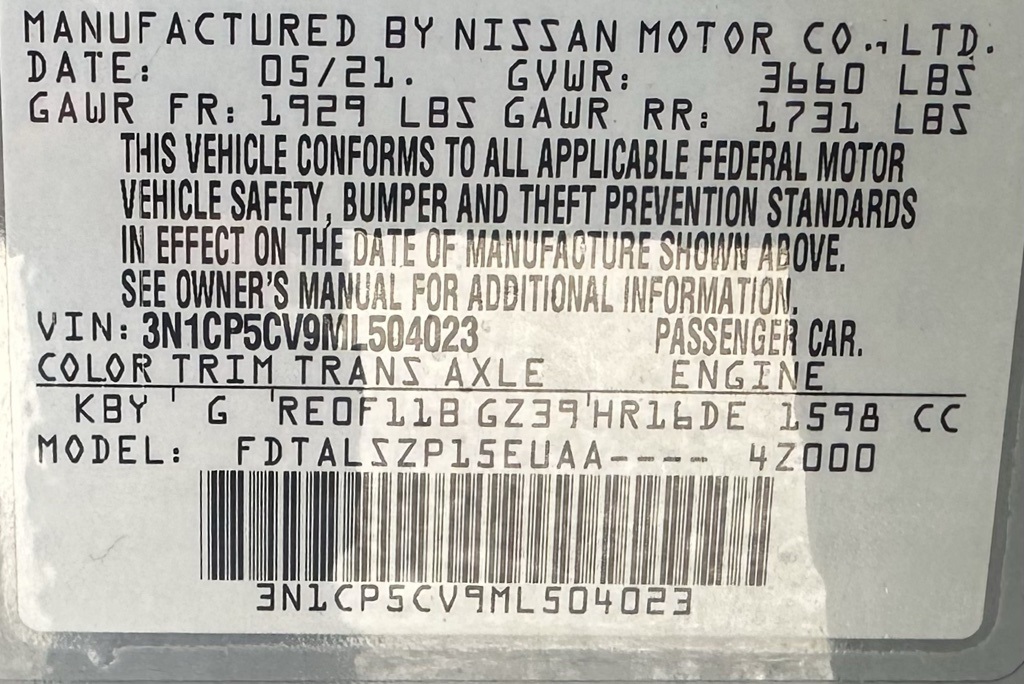 MANUFACTURED BY NISSAN MOTOR CO., LTD.
DATE: 05/21. GVWR: 3660 LBS
GAWR FR: 1929 LBS GAWR RR: 1731 LBS
THIS VEHICLE CONFORMS TO ALL APPLICABLE FEDERAL MOTOR
VEHICLE SAFETY, BUMPER AND THEFT PREVENTION STANDARDS
IN EFFECT ON THE DATE OF MANUFACTURE SHOWN ABOVE.
SEE OWNER'S MANUAL FOR ADDITIONAL INFORMATION.
VIN: 3N1CP5CV9ML504023 PASSENGER CAR.
COLOR TRIM TRANS AXLE ENGINE
KBY ' G 'RE0F11B GZ39'HR16DE 1598 CC
MODEL: FDTALSZP15EUAA---- 4Z000
3N1CP5CV9ML504023